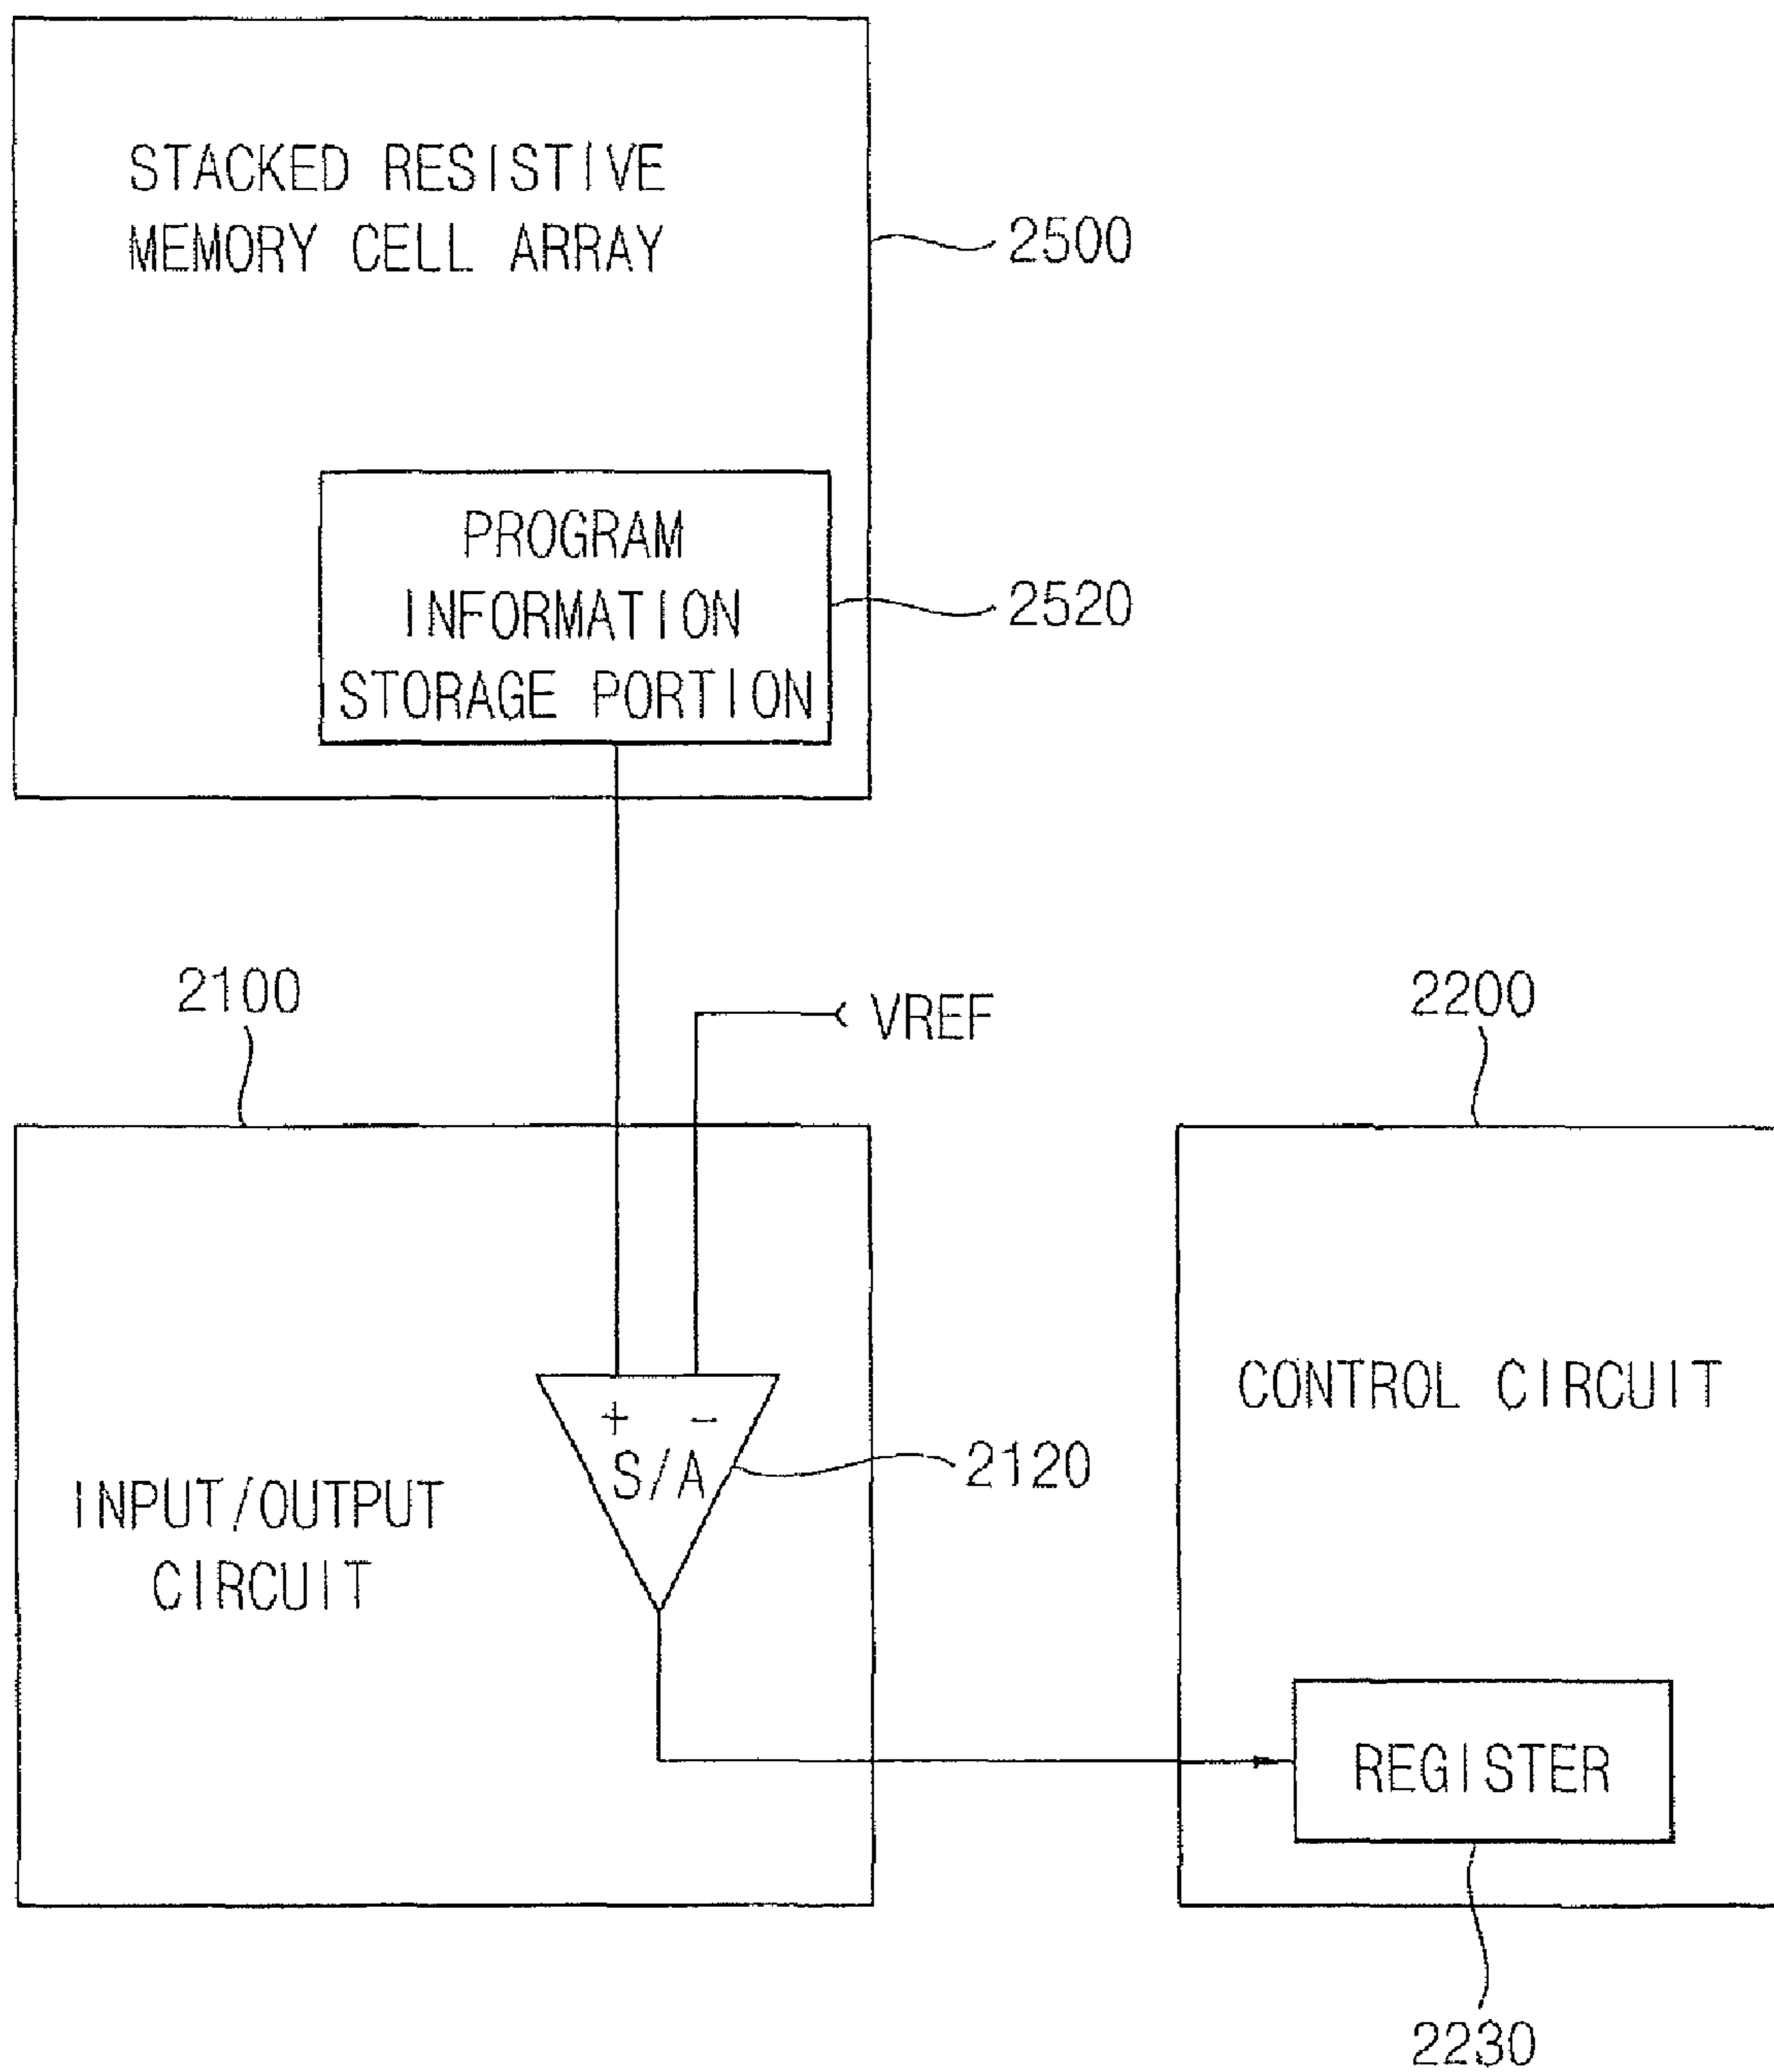 STACKED RESISTIVE
MEMORY CELL ARRAY
2500
PROGRAM
INFORMATION
STORAGE PORTION
2520
2100
VREF
2200
+ -
S/A
2120
INPUT/OUTPUT
CIRCUIT
CONTROL CIRCUIT
REGISTER
2230